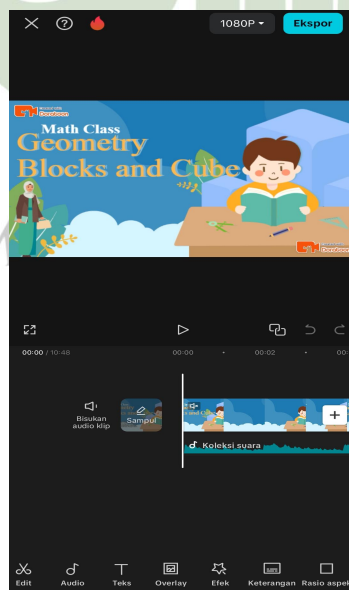 1080P
Ekspor
Math Class
Geometry
Blocks and Cube
00:00 / 10:48
00:00
00:02
Bisukan
audio klip
Sampul
Koleksi suara
Edit
Audio
Teks
Overlay
Efek
Keterangan
Rasio aspek